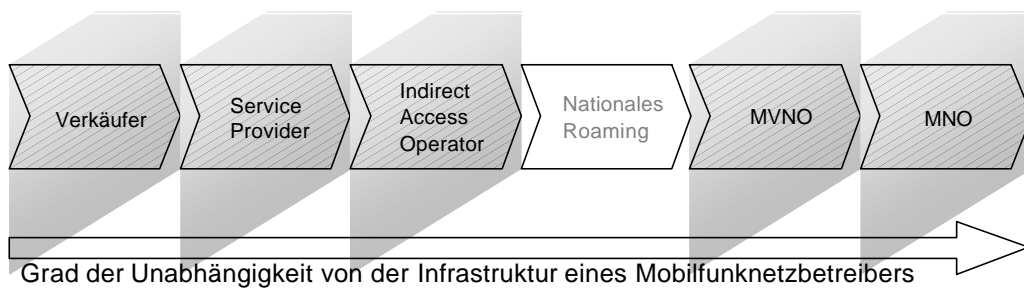 Verkäufer
Service
Provider
Indirect
Access
Operator
Nationales
Roaming
MVNO
MNO
Grad der Unabhängigkeit von der Infrastruktur eines Mobilfunknetzbetreibers